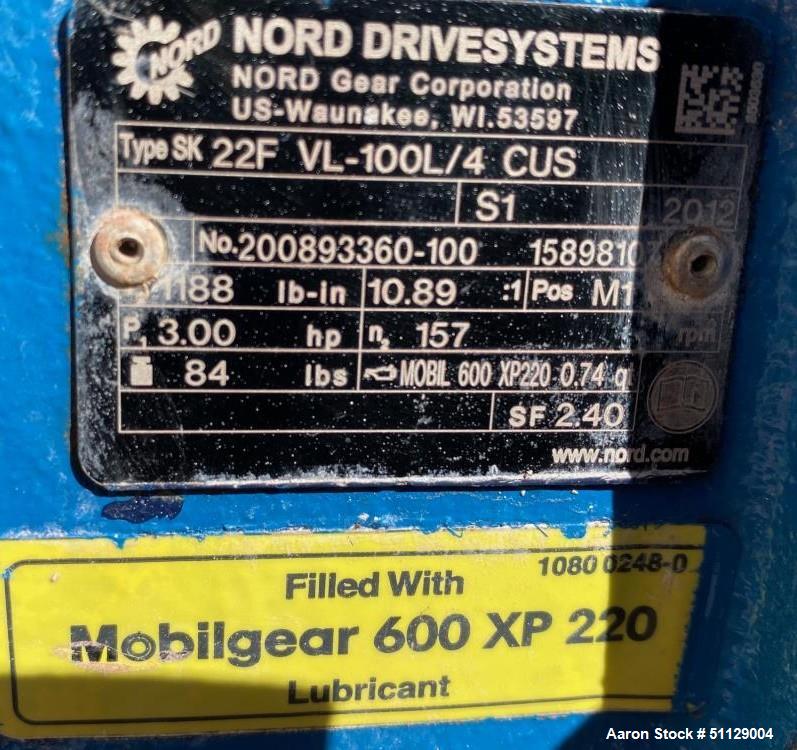 NORD
NORD DRIVESYSTEMS
NORD Gear Corporation
US-Waunakee, WI.53597
Type SK 22F VL-100L/4 CUS
S1 2012
No.200893360-100 1589810
1188 lb-in 10.89 :1 Pos M1
P1 3.00 hp n2 157 rpm
84 lbs MOBIL 600 XP220 0.74 qt
SF 2.40
www.nord.com
1080 0248-0
Filled With
Mobilgear 600 XP 220
Lubricant
Aaron Stock # 51129004